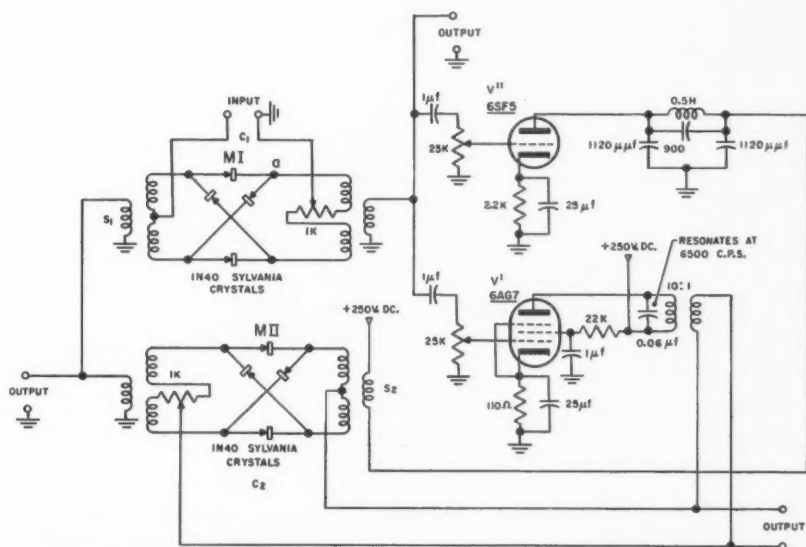 OUTPUT
INPUT
C1
MI
a
S1
1K
1N40 SYLVANIA
CRYSTALS
1μf
25K
V"
6SF5
2.2K
25μf
0.5H
1120μμf
900
1120μμf
+250V. DC.
RESONATES AT
6500 C.P.S.
10:1
1μf
25K
V'
6AG7
22K
1μf
0.06μf
110Ω
25μf
+250V. DC.
MII
1K
S2
OUTPUT
1N40 SYLVANIA
CRYSTALS
C2
OUTPUT